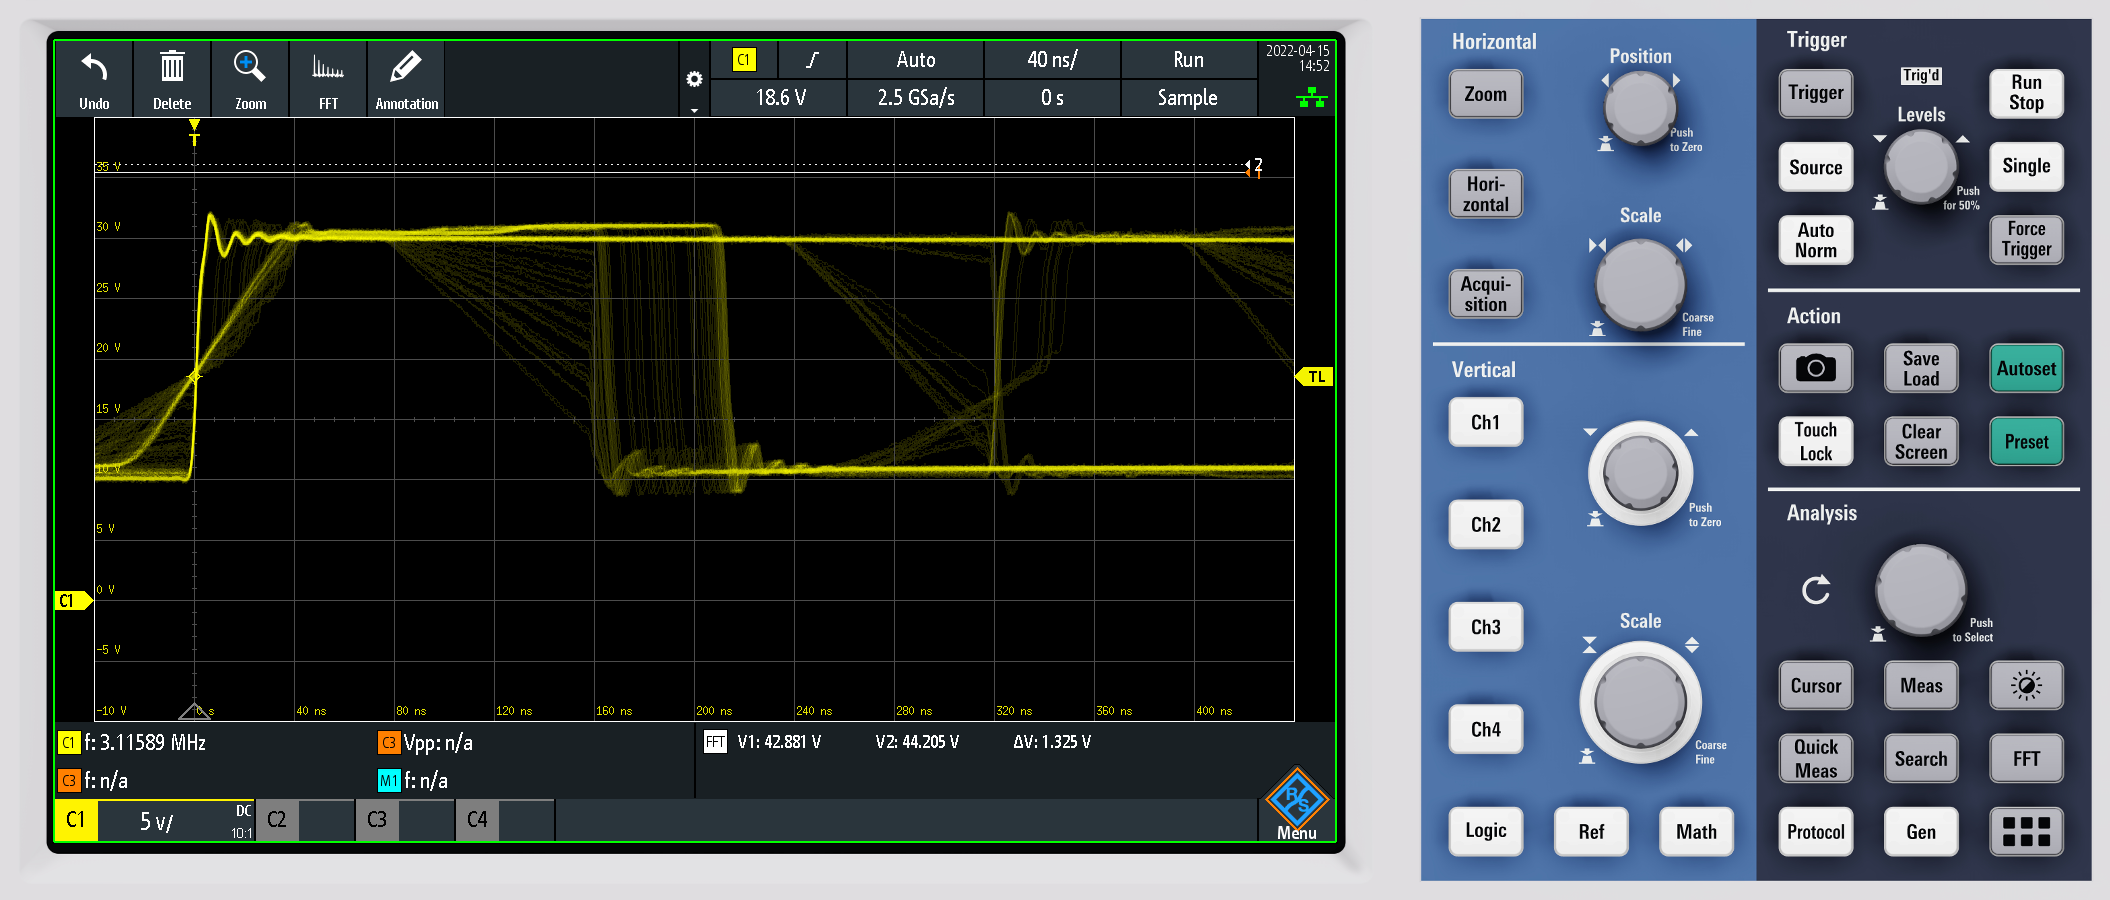 Undo
Delete
Zoom
FFT
Annotation
C1
Auto
40 ns/
Run
18.6 V
2.5 GSa/s
0 s
Sample
2022-04-15
14:52
T
35 V
30 V
25 V
20 V
15 V
10 V
5 V
0 V
-5 V
-10 V
0 s
40 ns
80 ns
120 ns
160 ns
200 ns
240 ns
280 ns
320 ns
360 ns
400 ns
2
1
TL
C1
C1 f: 3.11589 MHz
C3 Vpp: n/a
C3 f: n/a
M1 f: n/a
FFT V1: 42.881 V V2: 44.205 V ΔV: 1.325 V
C1
5 V/
DC
10:1
C2
C3
C4
R&S
Menu
Horizontal
Position
Zoom
Push
to Zero
Hori-
zontal
Scale
Acqui-
sition
Coarse
Fine
Vertical
Ch1
Ch2
Push
to Zero
Ch3
Scale
Ch4
Coarse
Fine
Logic
Ref
Math
Trigger
Trig'd
Trigger
Run
Stop
Levels
Source
Single
Push
for 50%
Auto
Norm
Force
Trigger
Action
Save
Load
Autoset
Touch
Lock
Clear
Screen
Preset
Analysis
Push
to Select
Cursor
Meas
Quick
Meas
Search
FFT
Protocol
Gen